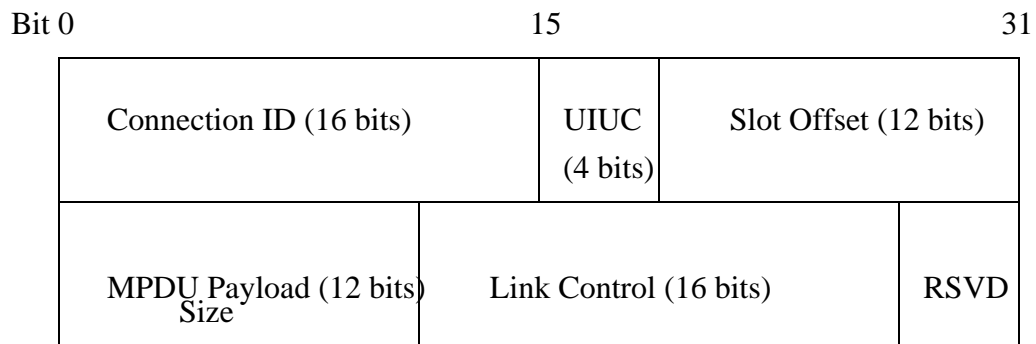 Bit 0 15 31
Connection ID (16 bits) UIUC Slot Offset (12 bits)
(4 bits)
MPDU Payload (12 bits) Link Control (16 bits) RSVD
Size